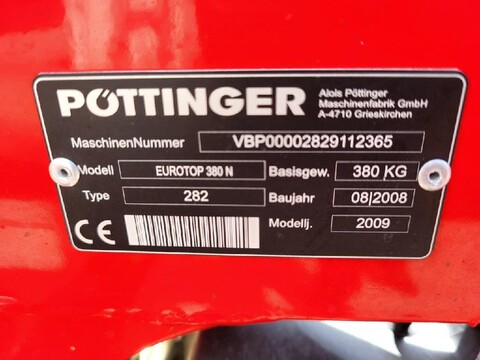 PÖTTINGER
Alois Pöttinger
Maschinenfabrik GmbH
A-4710 Grieskirchen
MaschinenNummer VBP00002829112365
Modell EUROTOP 380 N Basisgew. 380 KG
Type 282 Baujahr 08|2008
CE Modellj. 2009